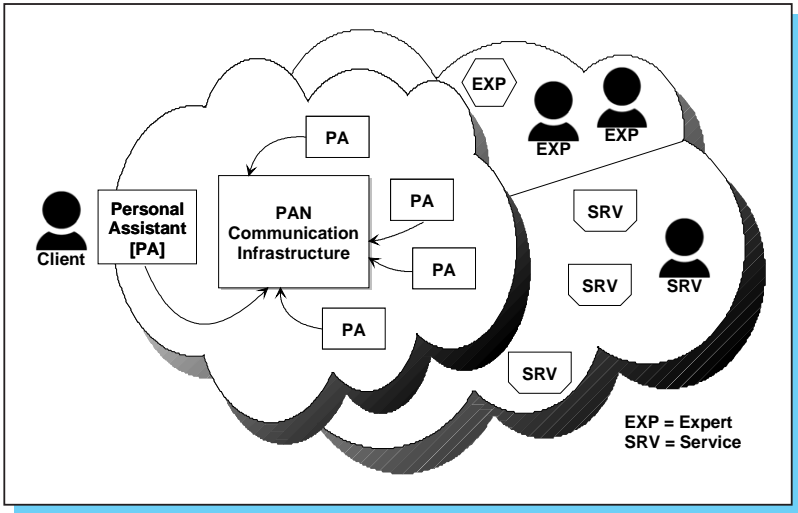 EXP
EXP
EXP
PA
Personal
Assistant
[PA]
Client
PAN
Communication
Infrastructure
PA
PA
PA
SRV
SRV
SRV
SRV
EXP = Expert
SRV = Service